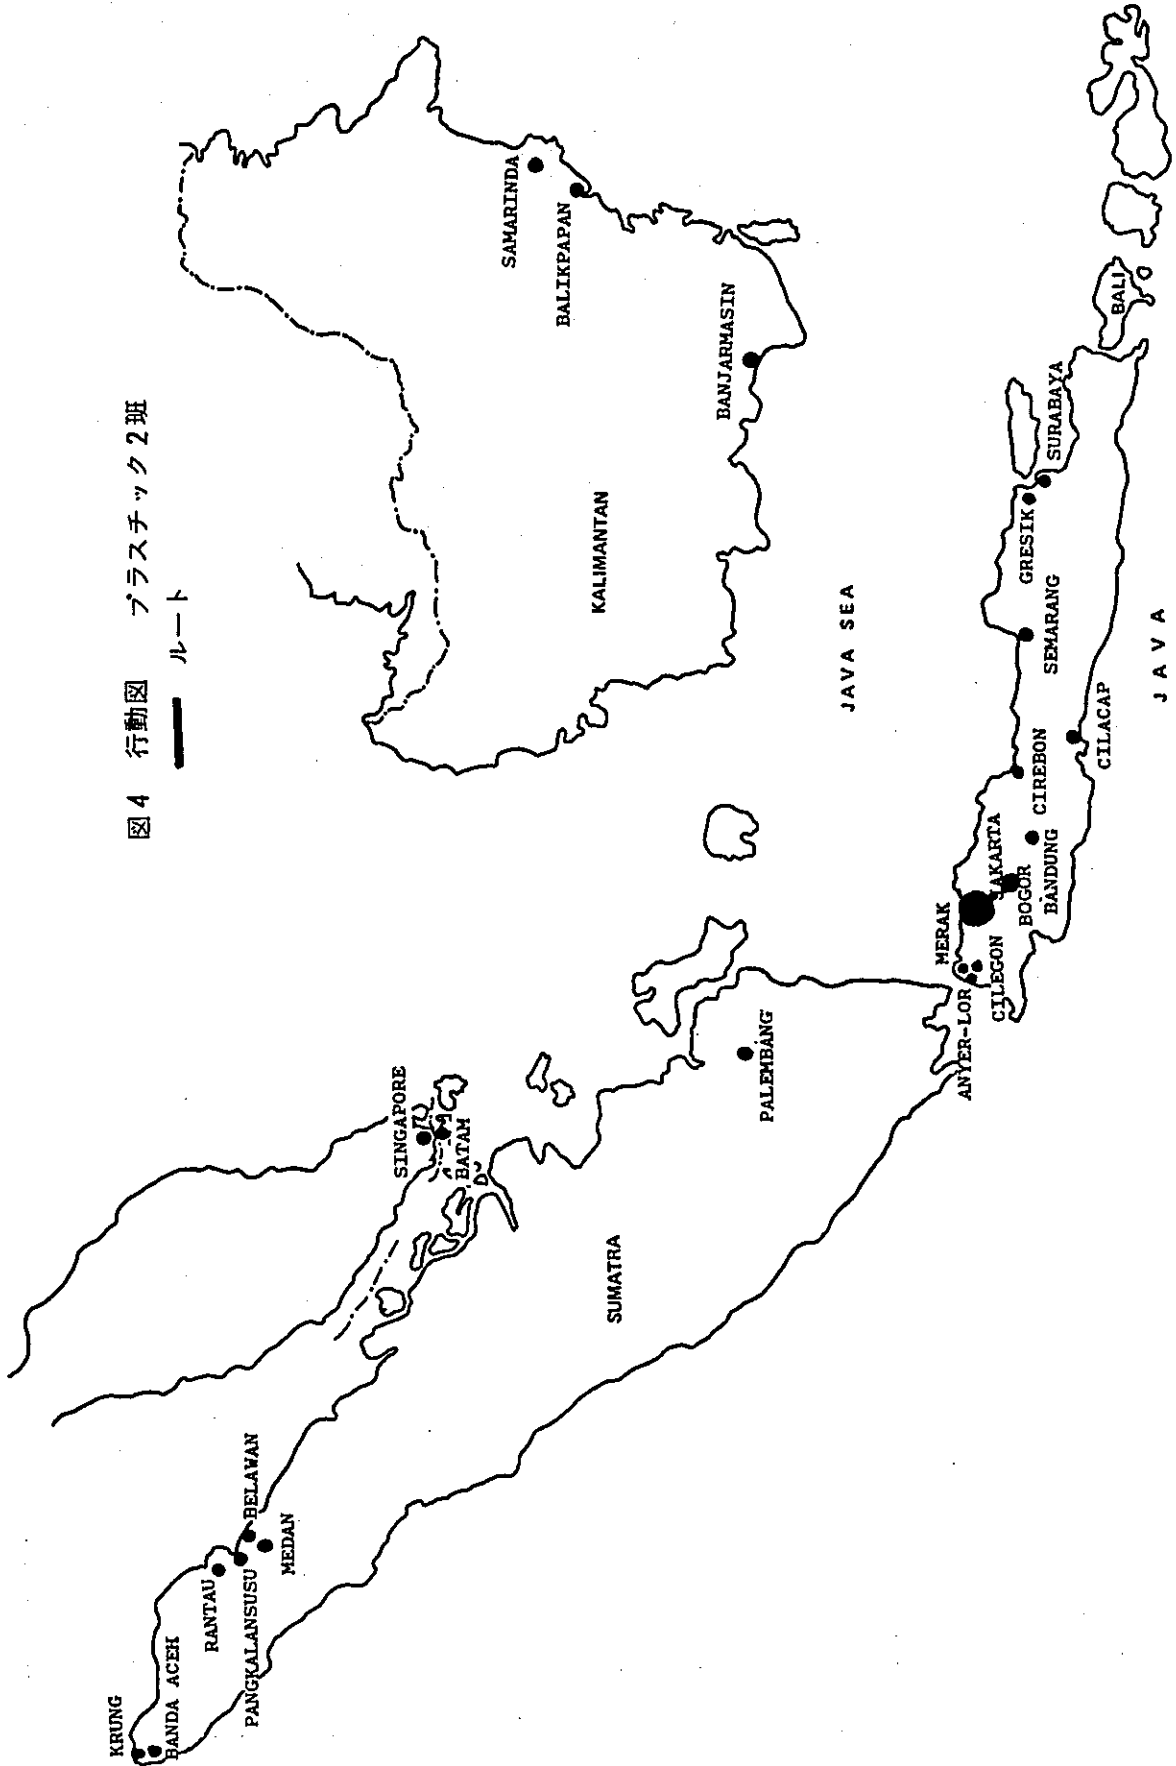 図4 行動図 プラスチック2班
ルート
KRUNG
BANDA ACEH
RANTAU
PANGKALANSUSU
BELAWAN
MEDAN
SINGAPORE
BATAM
SUMATRA
PALEMBANG
KALIMANTAN
SAMARINDA
BALIKPAPAN
BANJARMASIN
JAVA SEA
MERAK
ANYER-LOR
CILEGON
JAKARTA
BOGOR
BANDUNG
CIREBON
CILACAP
SEMARANG
GRESIK
SURABAYA
BALI
JAVA